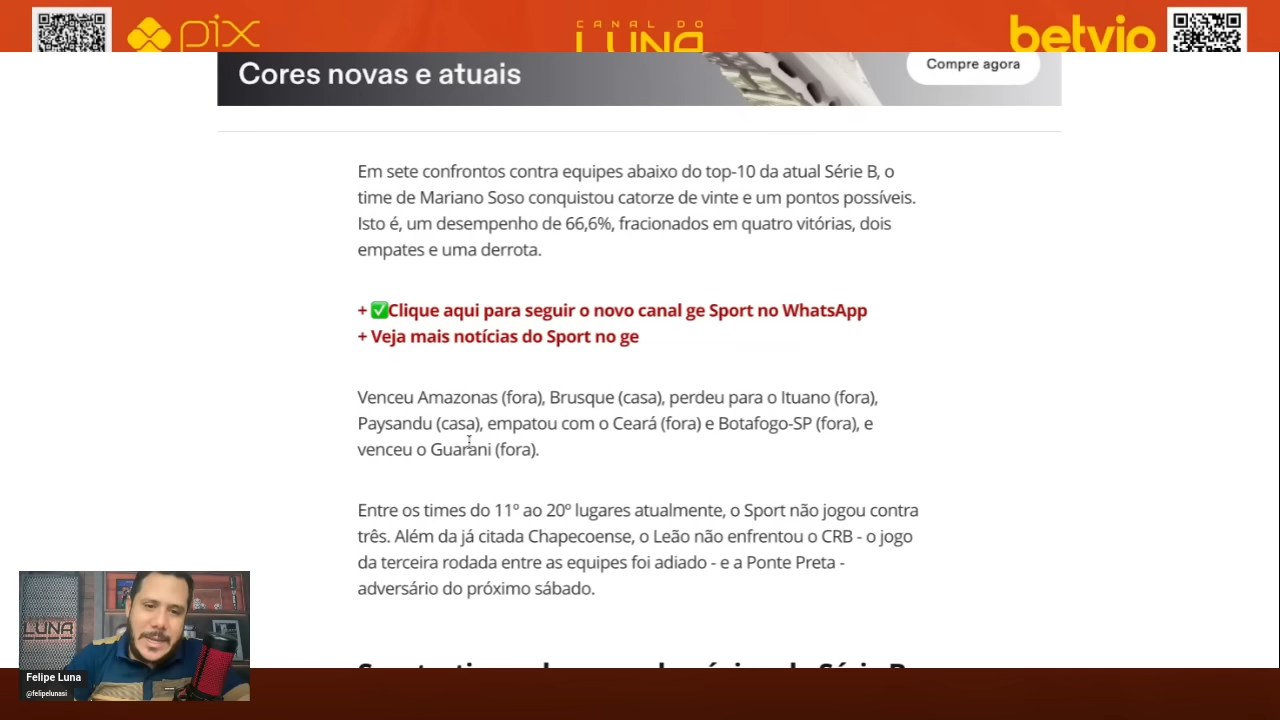 pix
CANAL DO
LUNA
betvip
Cores novas e atuais
Compre agora
Em sete confrontos contra equipes abaixo do top-10 da atual Série B, o
time de Mariano Soso conquistou catorze de vinte e um pontos possíveis.
Isto é, um desempenho de 66,6%, fracionados em quatro vitórias, dois
empates e uma derrota.
+ ✅Clique aqui para seguir o novo canal ge Sport no WhatsApp
+ Veja mais notícias do Sport no ge
Venceu Amazonas (fora), Brusque (casa), perdeu para o Ituano (fora),
Paysandu (casa), empatou com o Ceará (fora) e Botafogo-SP (fora), e
venceu o Guarani (fora).
Entre os times do 11º ao 20º lugares atualmente, o Sport não jogou contra
três. Além da já citada Chapecoense, o Leão não enfrentou o CRB - o jogo
da terceira rodada entre as equipes foi adiado - e a Ponte Preta -
adversário do próximo sábado.
LUNA
Felipe Luna
@felipelunasi